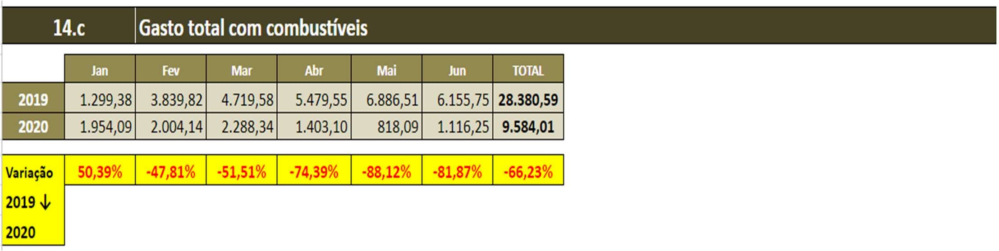 14.c Gasto total com combustíveis
Jan Fev Mar Abr Mai Jun TOTAL
2019 1.299,38 3.839,82 4.719,58 5.479,55 6.886,51 6.155,75 28.380,59
2020 1.954,09 2.004,14 2.288,34 1.403,10 818,09 1.116,25 9.584,01
Variação 50,39% -47,81% -51,51% -74,39% -88,12% -81,87% -66,23%
2019 ↓
2020